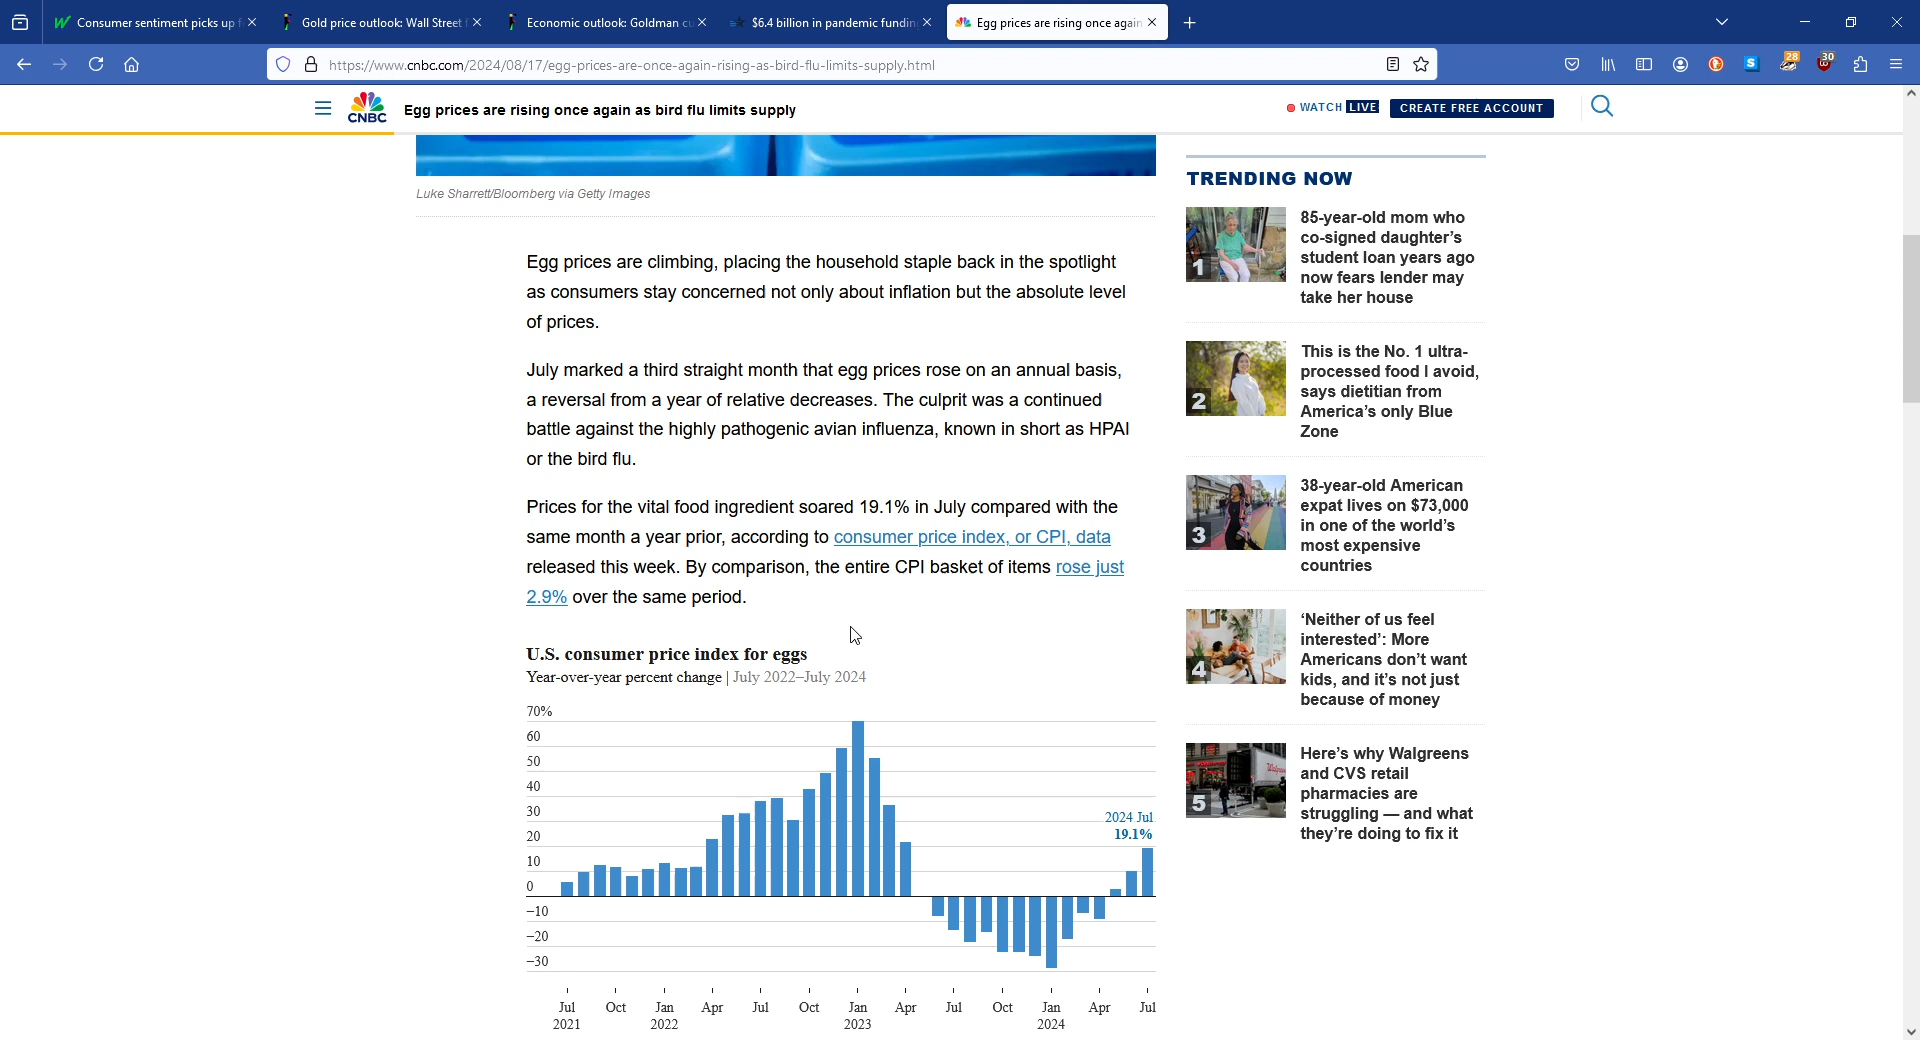 Consumer sentiment picks up f
Gold price outlook: Wall Street f
Economic outlook: Goldman cu
$6.4 billion in pandemic fundin
Egg prices are rising once again
https://www.cnbc.com/2024/08/17/egg-prices-are-once-again-rising-as-bird-flu-limits-supply.html
S
28
30
CNBC
Egg prices are rising once again as bird flu limits supply
WATCH LIVE
CREATE FREE ACCOUNT
Luke Sharrett/Bloomberg via Getty Images
Egg prices are climbing, placing the household staple back in the spotlight
as consumers stay concerned not only about inflation but the absolute level
of prices.
July marked a third straight month that egg prices rose on an annual basis,
a reversal from a year of relative decreases. The culprit was a continued
battle against the highly pathogenic avian influenza, known in short as HPAI
or the bird flu.
Prices for the vital food ingredient soared 19.1% in July compared with the
same month a year prior, according to consumer price index, or CPI, data
released this week. By comparison, the entire CPI basket of items rose just
2.9% over the same period.
U.S. consumer price index for eggs
Year-over-year percent change | July 2022–July 2024
70%
60
50
40
30
20
10
0
−10
−20
−30
2024 Jul
19.1%
Jul Oct Jan Apr Jul Oct Jan Apr Jul Oct Jan Apr Jul
2021 2022 2023 2024
TRENDING NOW
1
85-year-old mom who
co-signed daughter’s
student loan years ago
now fears lender may
take her house
2
This is the No. 1 ultra-
processed food I avoid,
says dietitian from
America’s only Blue
Zone
3
38-year-old American
expat lives on $73,000
in one of the world’s
most expensive
countries
4
‘Neither of us feel
interested’: More
Americans don’t want
kids, and it’s not just
because of money
5
Here’s why Walgreens
and CVS retail
pharmacies are
struggling — and what
they’re doing to fix it